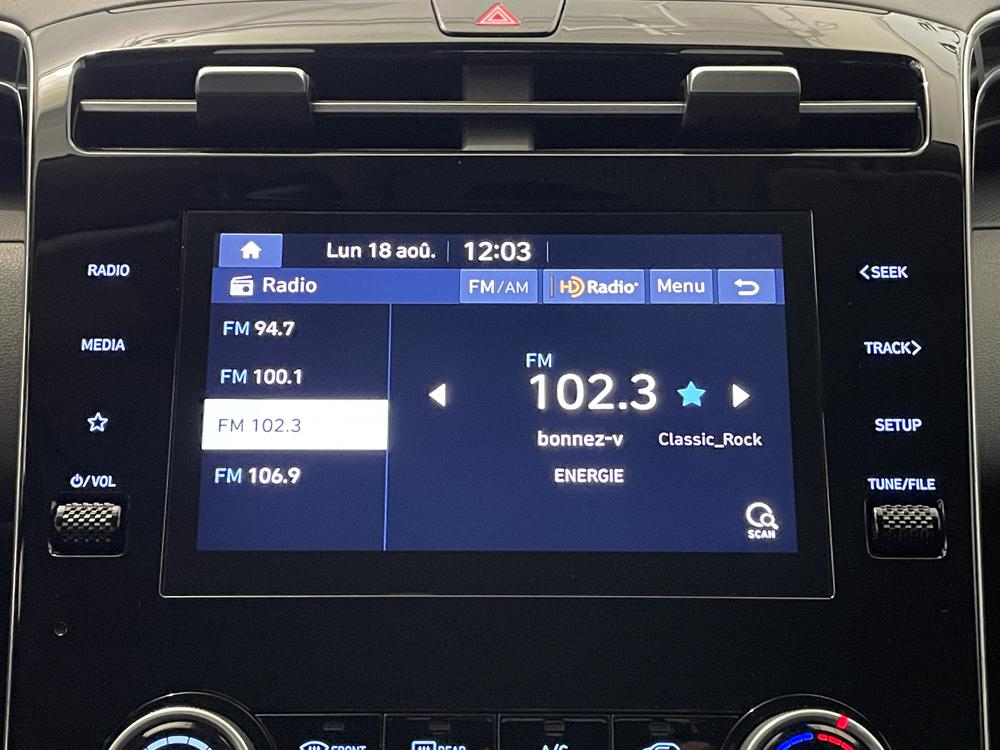 Lun 18 aoû. 12:03
Radio FM/AM HD Radio Menu
RADIO
MEDIA
/VOL
FM 94.7
FM 100.1
FM 102.3
FM 106.9
FM
102.3
bonnez-v Classic_Rock
ENERGIE
SCAN
<SEEK
TRACK>
SETUP
TUNE/FILE
FRONT REAR A/C